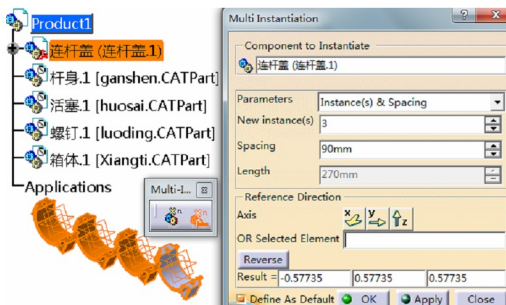 Product1
连杆盖 (连杆盖.1)
杆身.1 [ganshen.CATPart]
活塞.1 [huosai.CATPart]
螺钉.1 [luoding.CATPart]
箱体.1 [Xiangti.CATPart]
Applications
Multi-I...
Multi Instantiation
Component to Instantiate
连杆盖 (连杆盖.1)
Parameters Instance(s) & Spacing
New instance(s) 3
Spacing 90mm
Length 270mm
Reference Direction
Axis x y z
OR Selected Element
Reverse
Result = -0.57735 0.57735 0.57735
Define As Default OK Apply Close